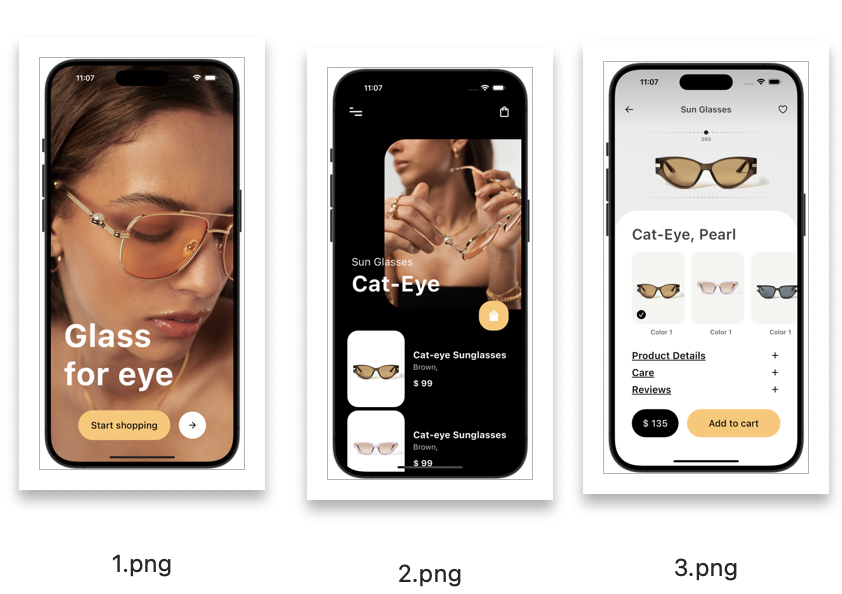 11:07
Glass
for eye
Start shopping
1.png
11:07
Sun Glasses
Cat-Eye
Cat-eye Sunglasses
Brown,
$ 99
Cat-eye Sunglasses
Brown,
$ 99
2.png
11:07
Sun Glasses
360
Cat-Eye, Pearl
Color 1
Color 1
Color 1
Product Details +
Care +
Reviews +
$ 135
Add to cart
3.png